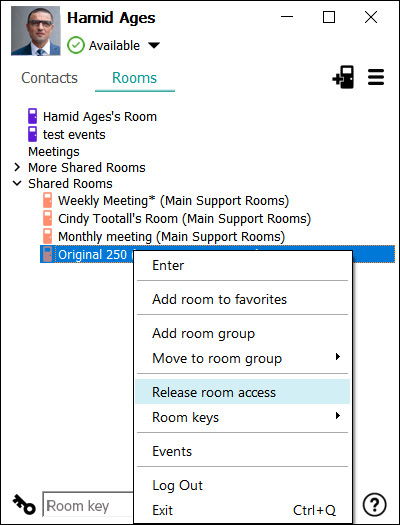 Hamid Ages
Available
Contacts Rooms
Hamid Ages's Room
test events
Meetings
More Shared Rooms
Shared Rooms
Weekly Meeting* (Main Support Rooms)
Cindy Tootall's Room (Main Support Rooms)
Monthly meeting (Main Support Rooms)
Original 250
Enter
Add room to favorites
Add room group
Move to room group
Release room access
Room keys
Events
Log Out
Exit Ctrl+Q
Room key